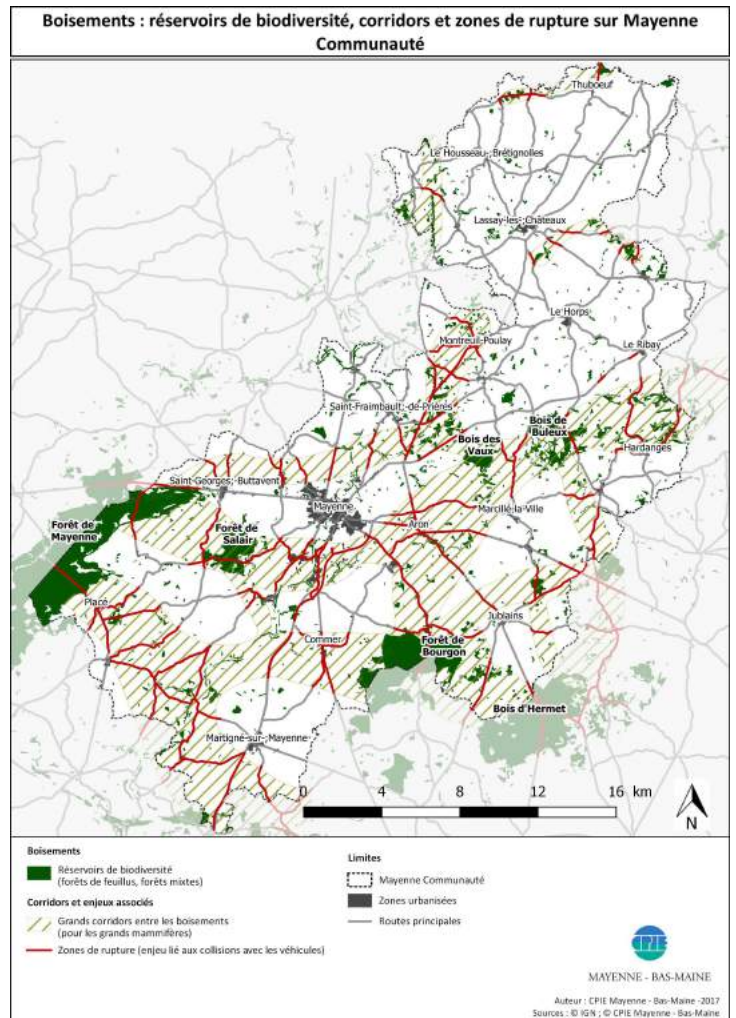 Boisements : réservoirs de biodiversité, corridors et zones de rupture sur Mayenne
Communauté
Thuboeuf
Le Housseau-;Brétignolles
Lassay-les-;Châteaux
Le Horps
Montreuil-Poulay
Le Ribay
Saint-Fraimbault;-de-Prières
Bois des
Vaux
Bois de
Buleux
Hardanges
Saint-Georges;-Buttavent
Mayenne
Marcillé-la-Ville
Forêt de
Mayenne
Forêt de
Salair
Aron
Placé
Jublains
Commer
Forêt de
Bourgon
Bois d'Hermet
Martigné-sur-;Mayenne
0 4 8 12 16 km
N
Boisements
Réservoirs de biodiversité
(forêts de feuillus, forêts mixtes)
Corridors et enjeux associés
Grands corridors entre les boisements
(pour les grands mammifères)
Zones de rupture (enjeu lié aux collisions avec les véhicules)
Limites
Mayenne Communauté
Zones urbanisées
Routes principales
CPIE
MAYENNE - BAS-MAINE
Auteur : CPIE Mayenne - Bas-Maine -2017
Sources : © IGN ; © CPIE Mayenne - Bas-Maine